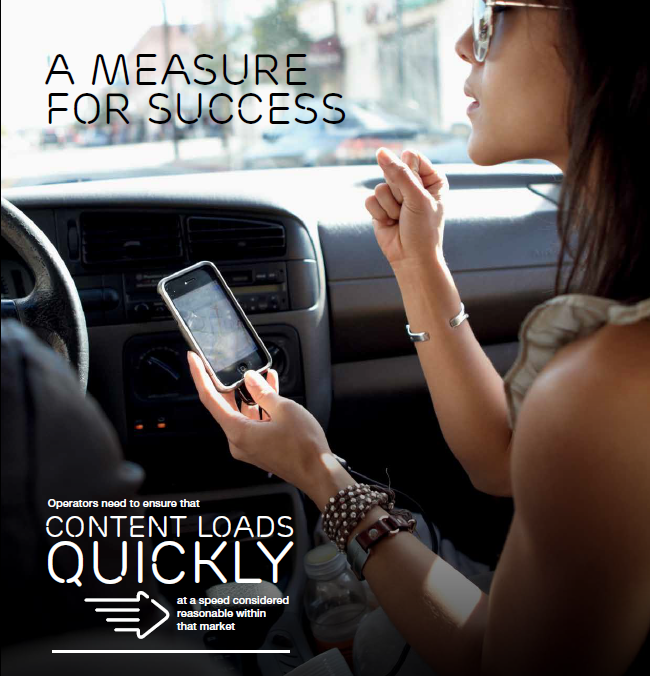 A MEASURE
FOR SUCCESS
Operators need to ensure that
CONTENT LOADS
QUICKLY
at a speed considered
reasonable within
that market